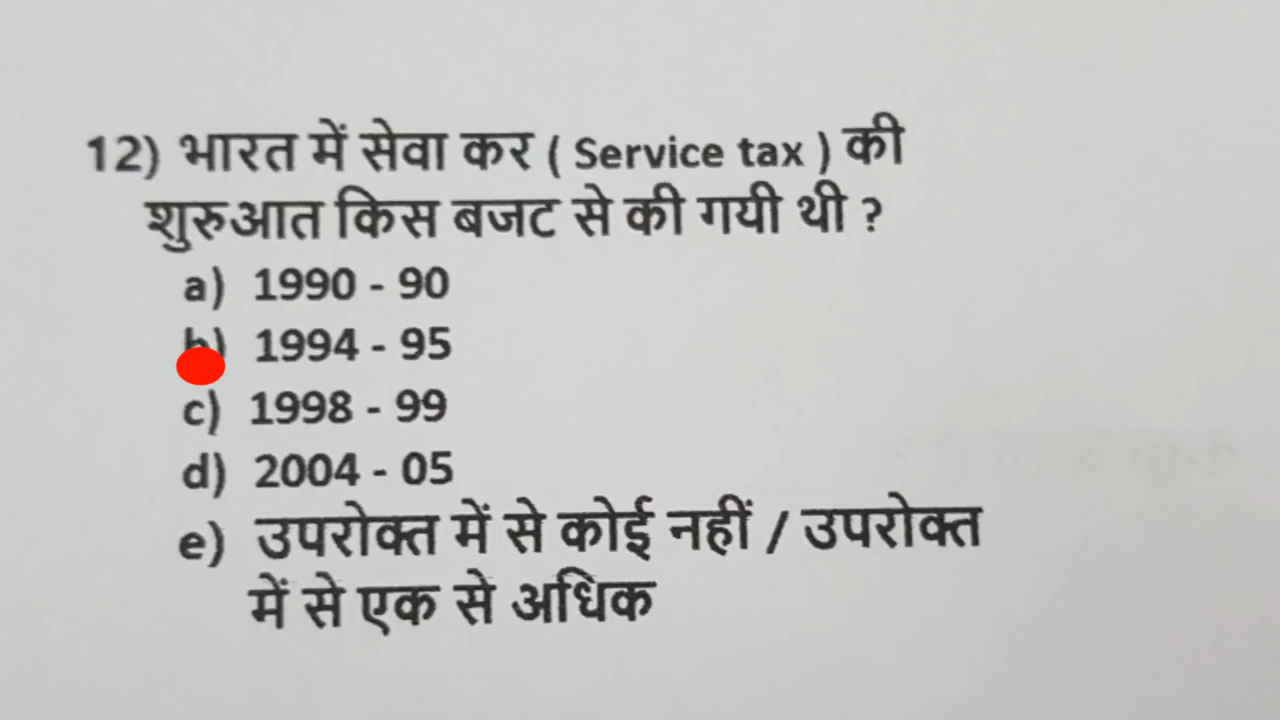 12) भारत में सेवा कर ( Service tax ) की
शुरुआत किस बजट से की गयी थी ?
a) 1990 - 90
b) 1994 - 95
c) 1998 - 99
d) 2004 - 05
e) उपरोक्त में से कोई नहीं / उपरोक्त
में से एक से अधिक